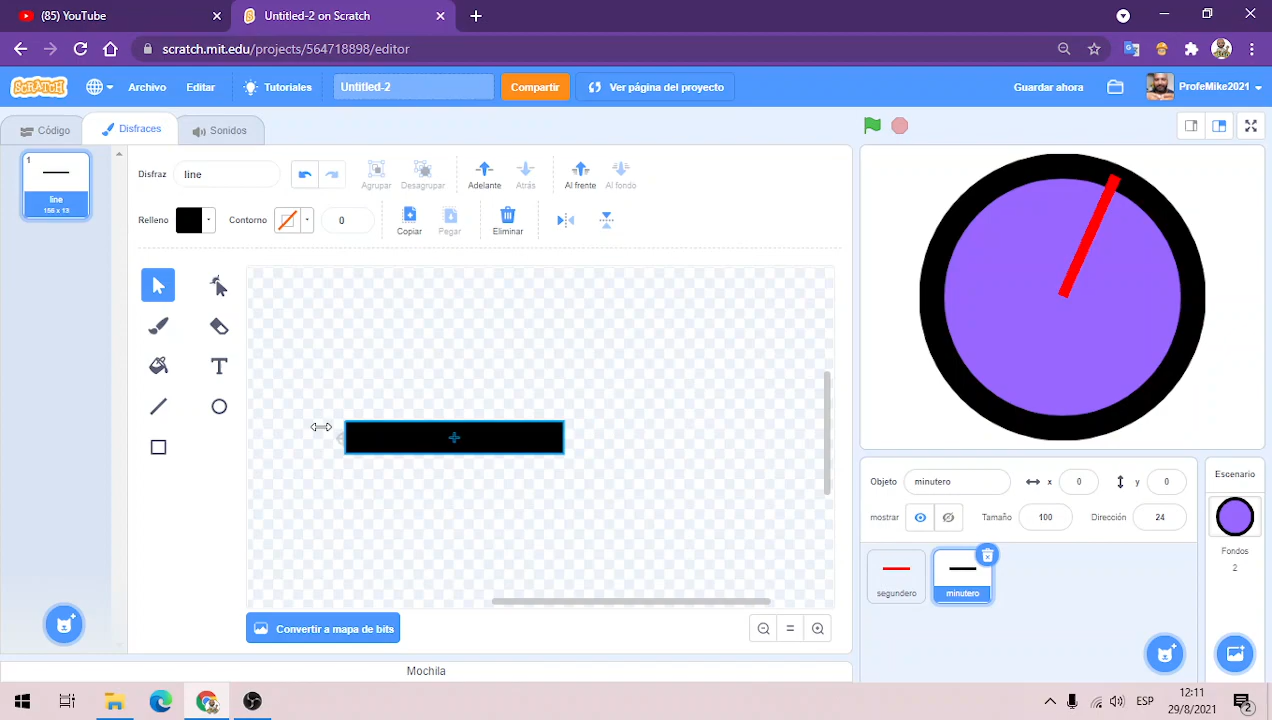 (85) YouTube
Untitled-2 on Scratch
scratch.mit.edu/projects/564718898/editor
SCRATCH
Archivo
Editar
Tutoriales
Untitled-2
Compartir
Ver página del proyecto
Guardar ahora
ProfeMike2021
Código
Disfraces
Sonidos
1
line
156 x 13
Disfraz
line
Agrupar
Desagrupar
Adelante
Atrás
Al frente
Al fondo
Relleno
Contorno
0
Copiar
Pegar
Eliminar
T
Convertir a mapa de bits
Mochila
Objeto
minutero
x
0
y
0
mostrar
Tamaño
100
Dirección
24
segundero
minutero
Escenario
Fondos
2
ESP
12:11
29/8/2021
2